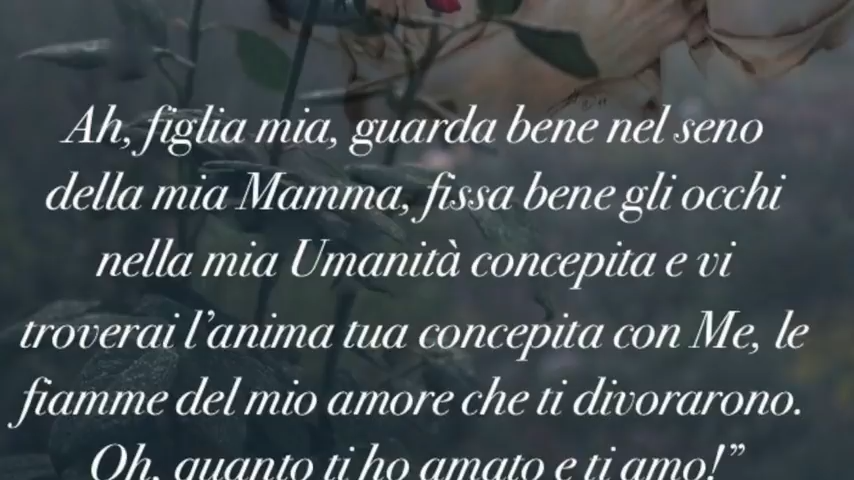 Ah, figlia mia, guarda bene nel seno
della mia Mamma, fissa bene gli occhi
nella mia Umanità concepita e vi
troverai l’anima tua concepita con Me, le
fiamme del mio amore che ti divorarono.
Oh, quanto ti ho amato e ti amo!”